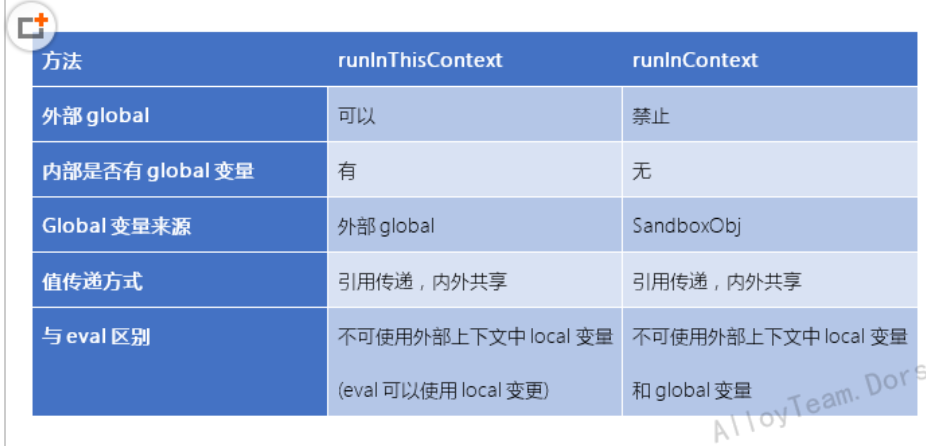 方法 runInThisContext runInContext
外部 global 可以 禁止
内部是否有 global 变量 有 无
Global 变量来源 外部 global SandboxObj
值传递方式 引用传递，内外共享 引用传递，内外共享
与 eval 区别 不可使用外部上下文中 local 变量 不可使用外部上下文中 local 变量
(eval 可以使用 local 变更) 和 global 变量
AlloyTeam.Dors